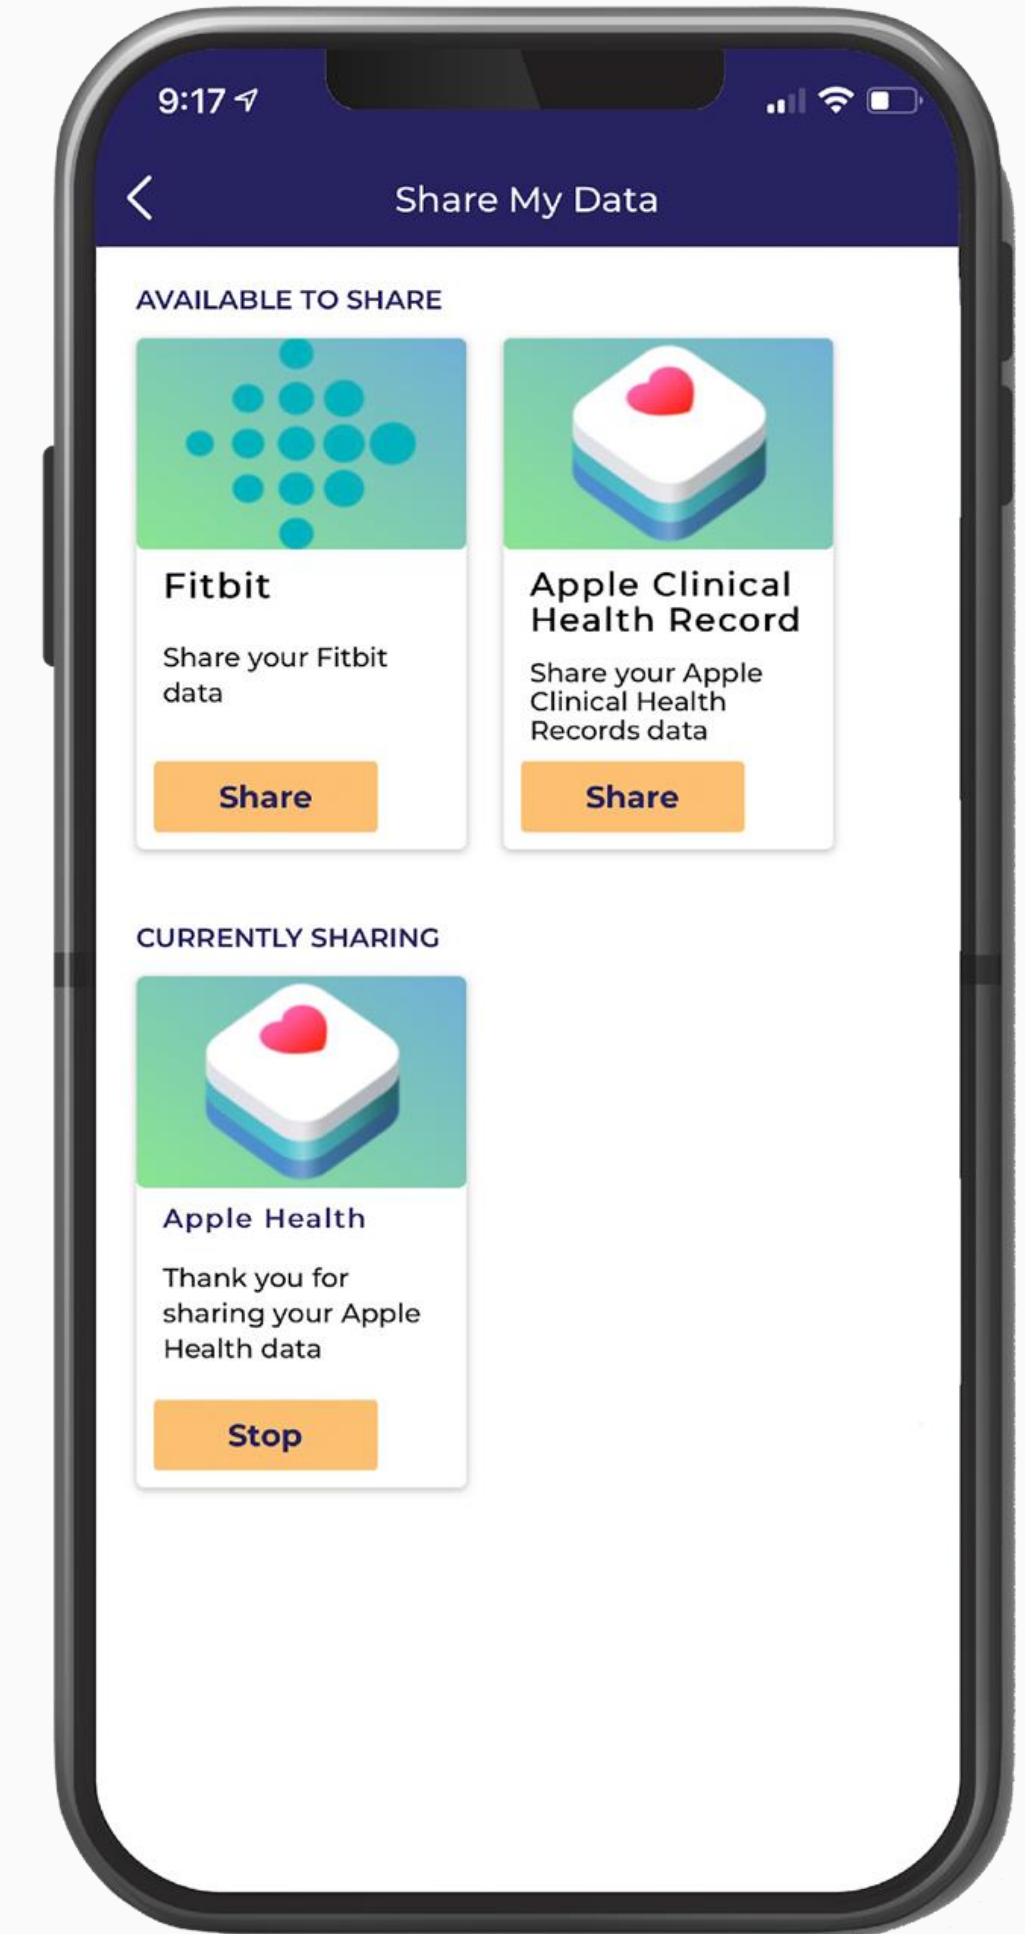 9:17
Share My Data
AVAILABLE TO SHARE
Fitbit
Share your Fitbit
data
Share
Apple Clinical
Health Record
Share your Apple
Clinical Health
Records data
Share
CURRENTLY SHARING
Apple Health
Thank you for
sharing your Apple
Health data
Stop